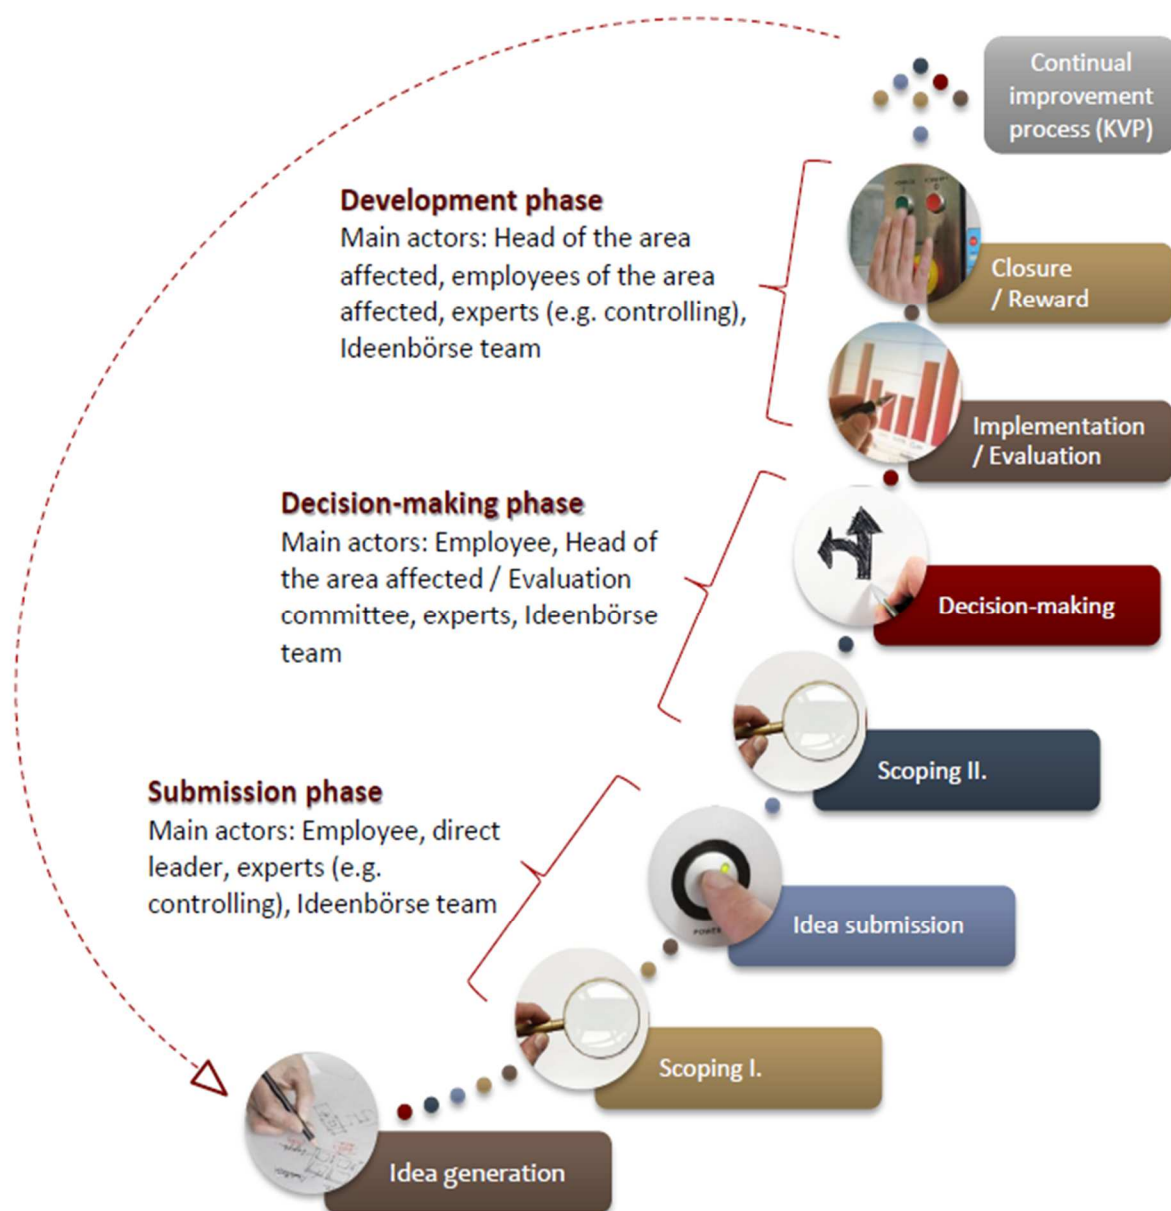 Continual
improvement
process (KVP)
Development phase
Main actors: Head of the area
affected, employees of the area
affected, experts (e.g. controlling),
Ideenbörse team
Closure
/ Reward
Implementation
/ Evaluation
Decision-making phase
Main actors: Employee, Head of
the area affected / Evaluation
committee, experts, Ideenbörse
team
Decision-making
Scoping II.
Submission phase
Main actors: Employee, direct
leader, experts (e.g.
controlling), Ideenbörse team
Idea submission
POWER
Scoping I.
Idea generation